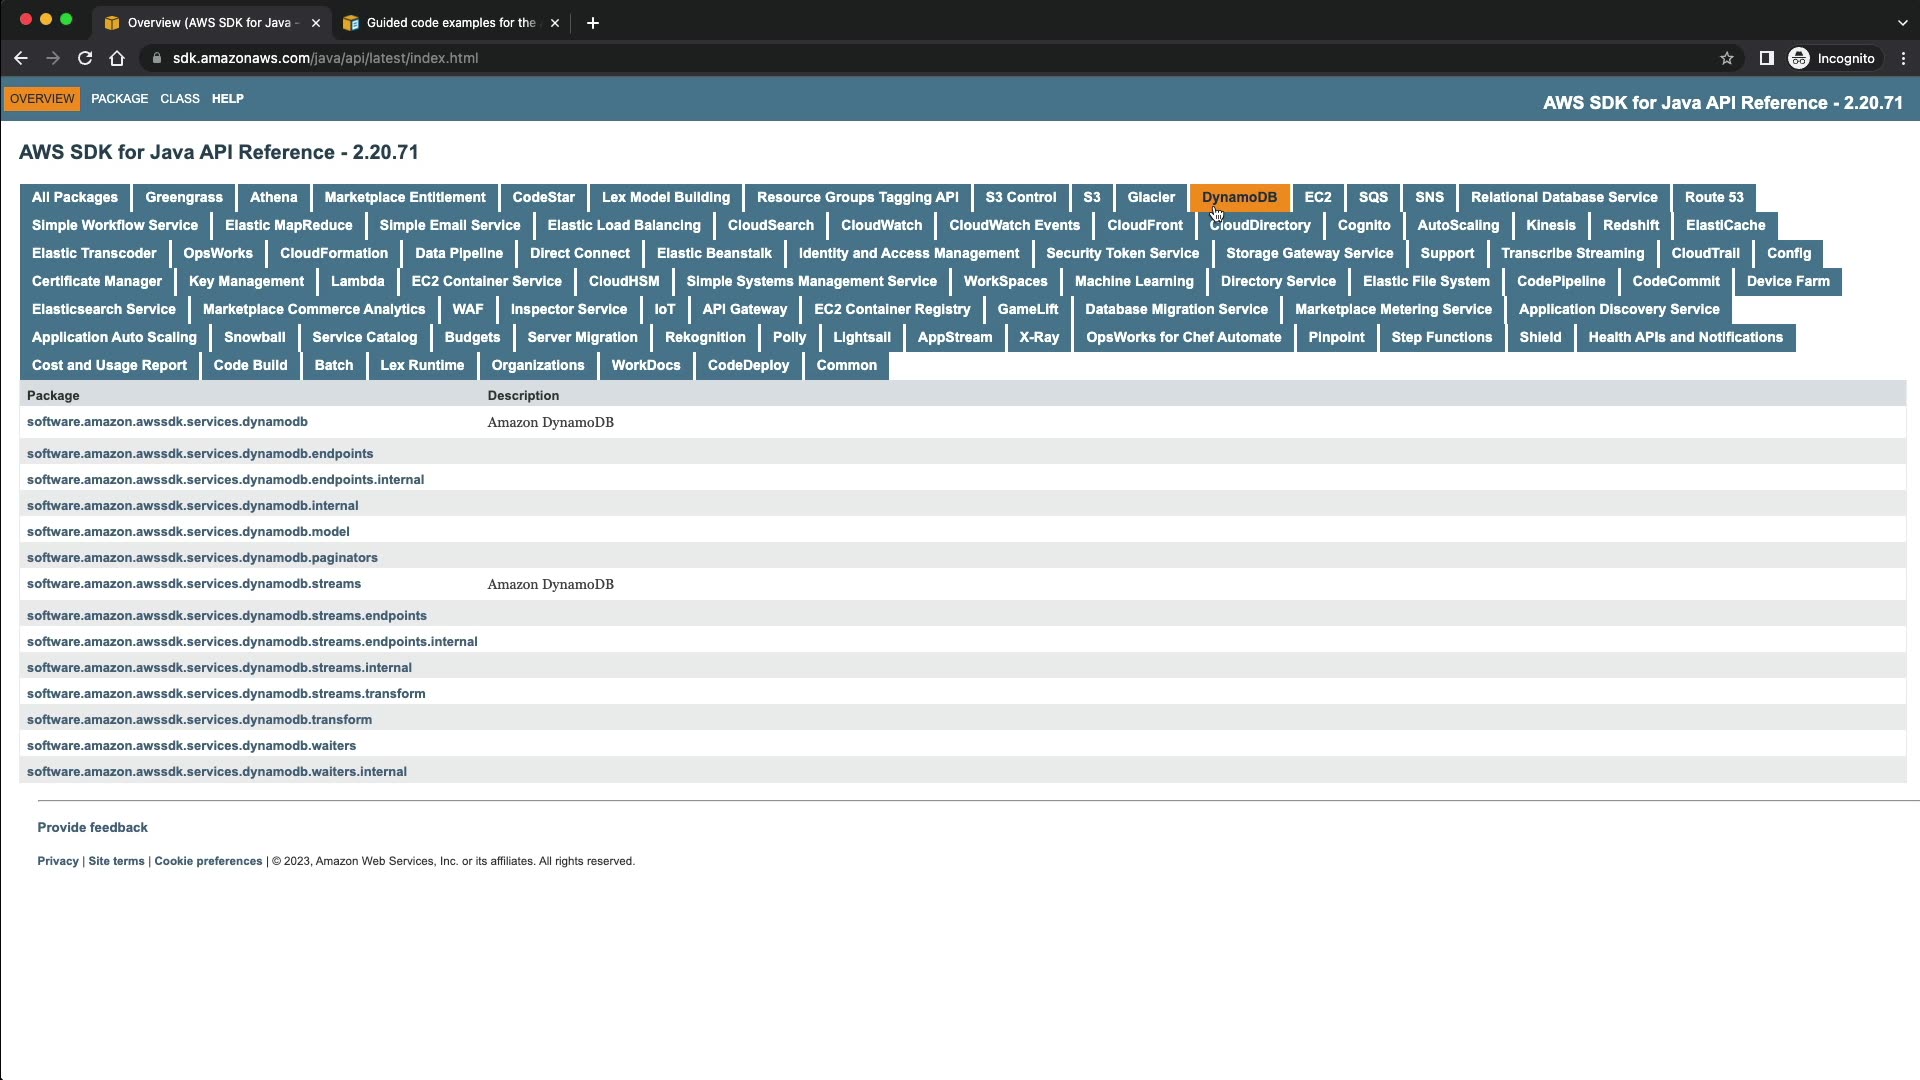 Overview (AWS SDK for Java -
Guided code examples for the
sdk.amazonaws.com/java/api/latest/index.html
Incognito
OVERVIEW PACKAGE CLASS HELP
AWS SDK for Java API Reference - 2.20.71
AWS SDK for Java API Reference - 2.20.71
All Packages Greengrass Athena Marketplace Entitlement CodeStar Lex Model Building Resource Groups Tagging API S3 Control S3 Glacier DynamoDB EC2 SQS SNS Relational Database Service Route 53
Simple Workflow Service Elastic MapReduce Simple Email Service Elastic Load Balancing CloudSearch CloudWatch CloudWatch Events CloudFront CloudDirectory Cognito AutoScaling Kinesis Redshift ElastiCache
Elastic Transcoder OpsWorks CloudFormation Data Pipeline Direct Connect Elastic Beanstalk Identity and Access Management Security Token Service Storage Gateway Service Support Transcribe Streaming CloudTrail Config
Certificate Manager Key Management Lambda EC2 Container Service CloudHSM Simple Systems Management Service WorkSpaces Machine Learning Directory Service Elastic File System CodePipeline CodeCommit Device Farm
Elasticsearch Service Marketplace Commerce Analytics WAF Inspector Service IoT API Gateway EC2 Container Registry GameLift Database Migration Service Marketplace Metering Service Application Discovery Service
Application Auto Scaling Snowball Service Catalog Budgets Server Migration Rekognition Polly Lightsail AppStream X-Ray OpsWorks for Chef Automate Pinpoint Step Functions Shield Health APIs and Notifications
Cost and Usage Report Code Build Batch Lex Runtime Organizations WorkDocs CodeDeploy Common
Package Description
software.amazon.awssdk.services.dynamodb Amazon DynamoDB
software.amazon.awssdk.services.dynamodb.endpoints
software.amazon.awssdk.services.dynamodb.endpoints.internal
software.amazon.awssdk.services.dynamodb.internal
software.amazon.awssdk.services.dynamodb.model
software.amazon.awssdk.services.dynamodb.paginators
software.amazon.awssdk.services.dynamodb.streams Amazon DynamoDB
software.amazon.awssdk.services.dynamodb.streams.endpoints
software.amazon.awssdk.services.dynamodb.streams.endpoints.internal
software.amazon.awssdk.services.dynamodb.streams.internal
software.amazon.awssdk.services.dynamodb.streams.transform
software.amazon.awssdk.services.dynamodb.transform
software.amazon.awssdk.services.dynamodb.waiters
software.amazon.awssdk.services.dynamodb.waiters.internal
Provide feedback
Privacy | Site terms | Cookie preferences | © 2023, Amazon Web Services, Inc. or its affiliates. All rights reserved.